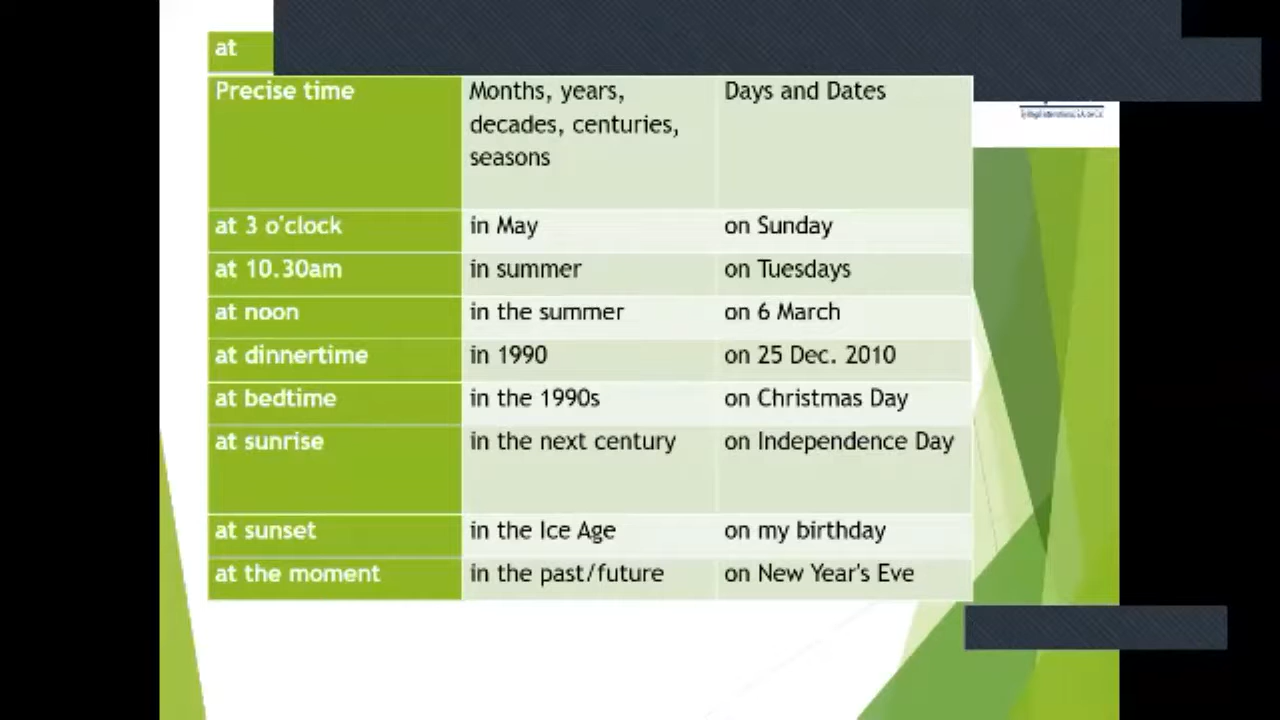 at
Precise time Months, years, Days and Dates
decades, centuries,
seasons
at 3 o'clock in May on Sunday
at 10.30am in summer on Tuesdays
at noon in the summer on 6 March
at dinnertime in 1990 on 25 Dec. 2010
at bedtime in the 1990s on Christmas Day
at sunrise in the next century on Independence Day
at sunset in the Ice Age on my birthday
at the moment in the past/future on New Year's Eve